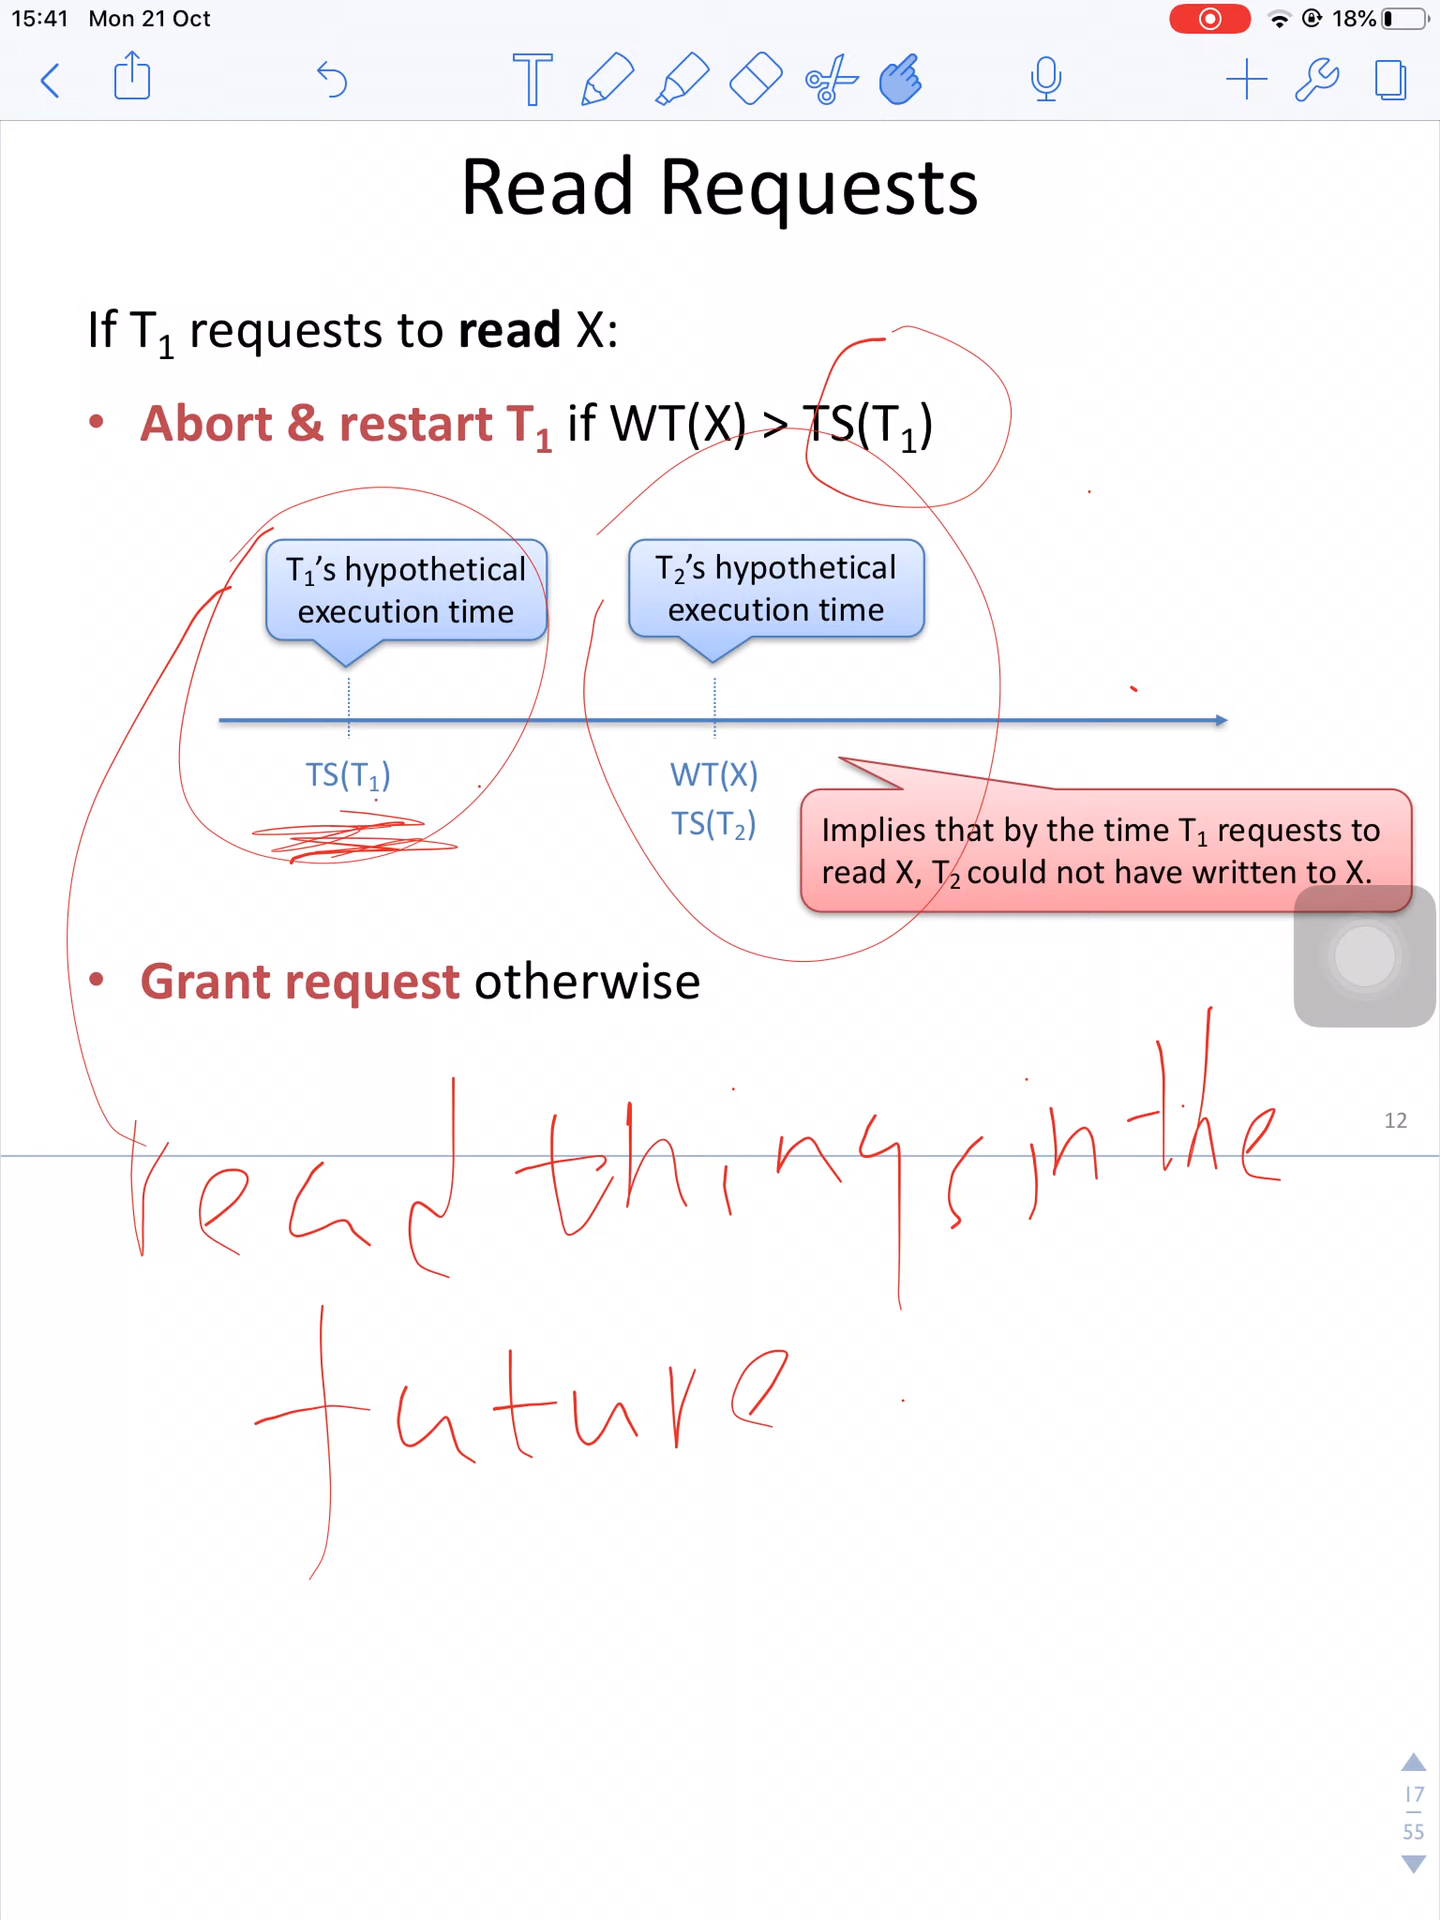 15:41 Mon 21 Oct 18%
Read Requests
If T₁ requests to read X:
• Abort & restart T₁ if WT(X) > TS(T₁)
T₁’s hypothetical
execution time
T₂’s hypothetical
execution time
TS(T₁)
WT(X)
TS(T₂)
Implies that by the time T₁ requests to
read X, T₂ could not have written to X.
• Grant request otherwise
12
read things in the
future
17
55